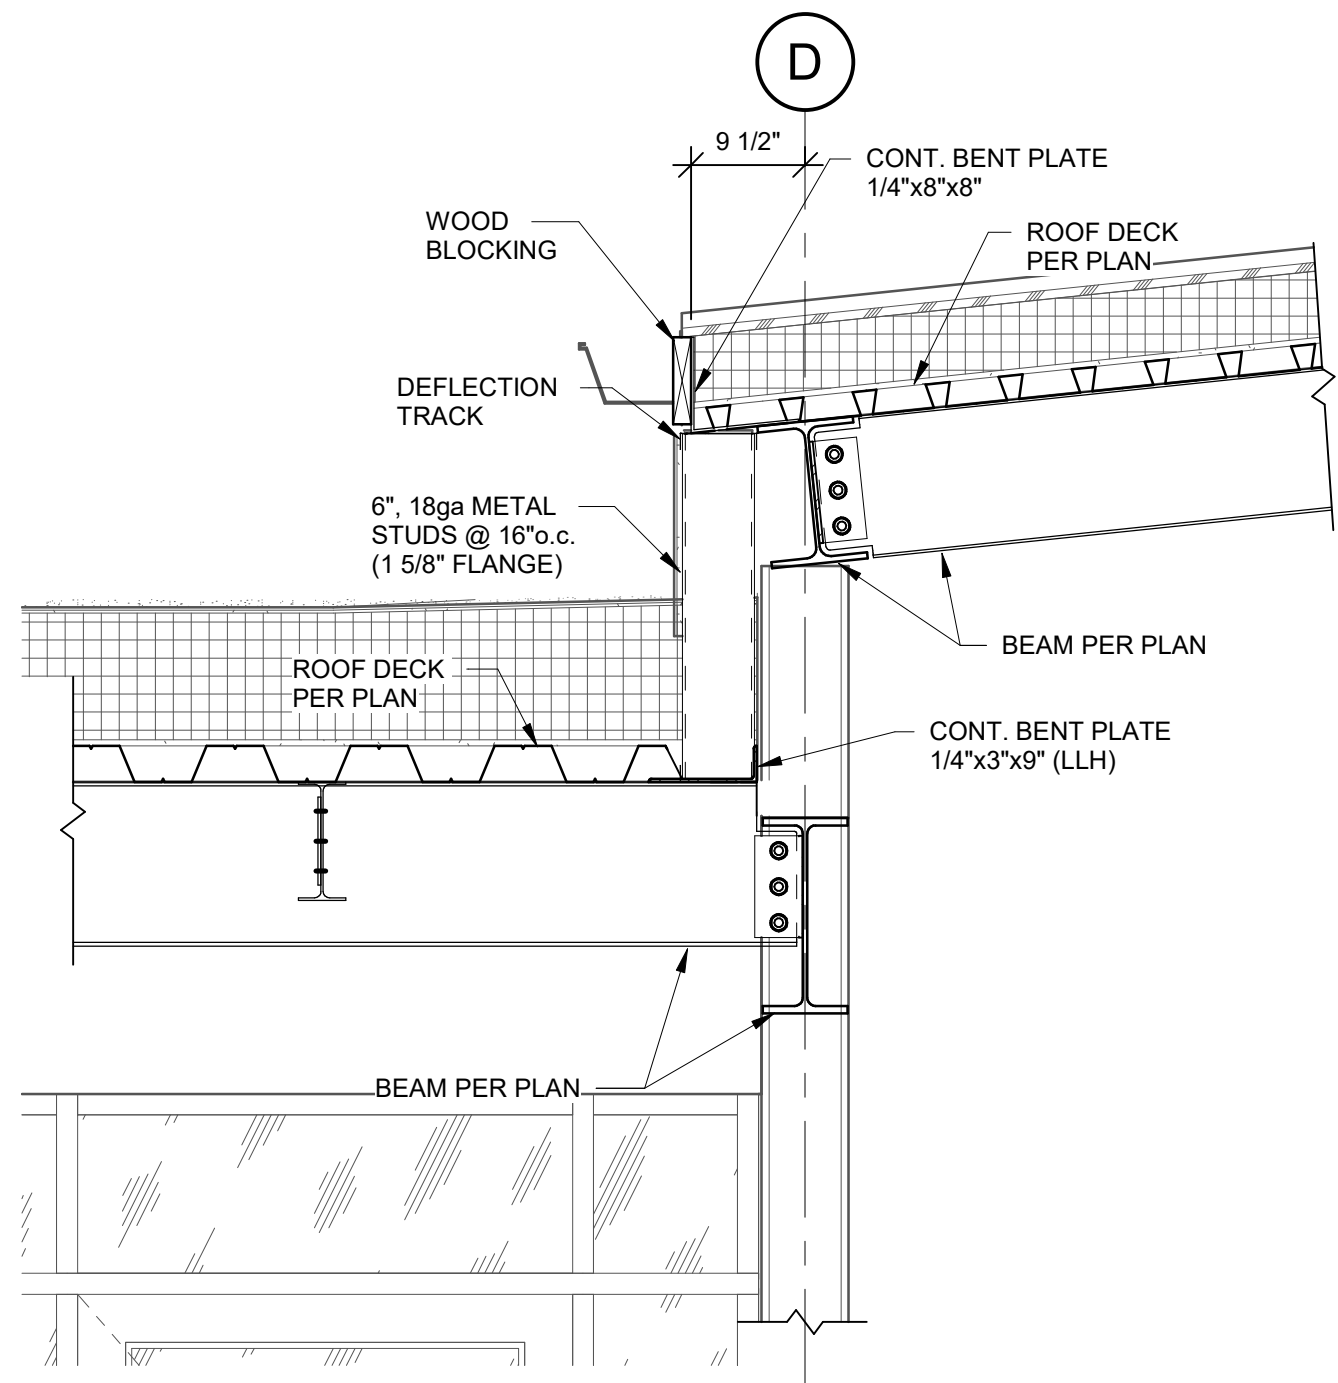 D
9 1/2"
CONT. BENT PLATE
1/4"x8"x8"
WOOD
BLOCKING
ROOF DECK
PER PLAN
DEFLECTION
TRACK
6", 18ga METAL
STUDS @ 16"o.c.
(1 5/8" FLANGE)
BEAM PER PLAN
ROOF DECK
PER PLAN
CONT. BENT PLATE
1/4"x3"x9" (LLH)
BEAM PER PLAN